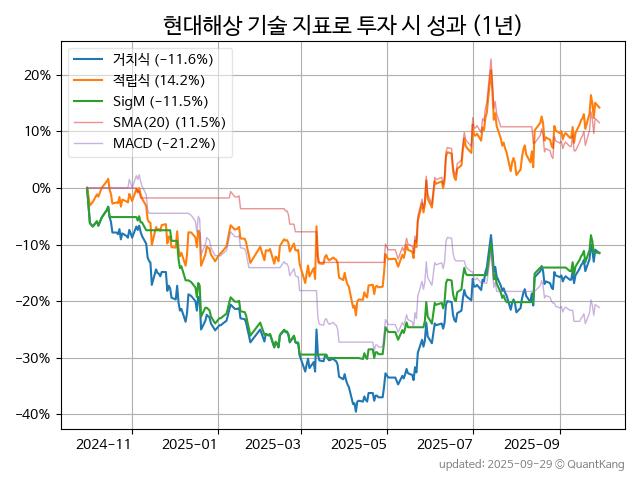 현대해상 기술 지표로 투자 시 성과 (1년)
거치식 (−11.6%)
적립식 (14.2%)
SigM (−11.5%)
SMA(20) (11.5%)
MACD (−21.2%)
20%
10%
0%
−10%
−20%
−30%
−40%
2024−11
2025−01
2025−03
2025−05
2025−07
2025−09
updated: 2025-09-29 © QuantKang